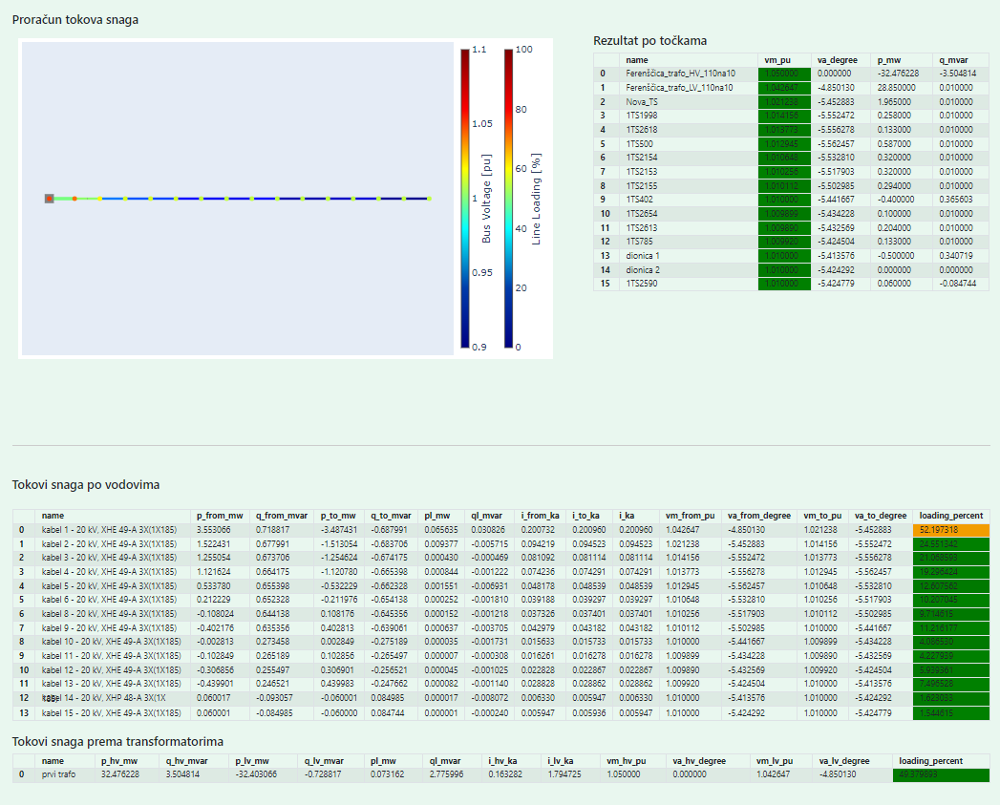 Proračun tokova snaga
1.1
1.05
1
0.95
0.9
Bus Voltage [pu]
100
80
60
40
20
0
Line Loading [%]
Rezultat po točkama
name vm_pu va_degree p_mw q_mvar
0 Ferenščica_trafo_HV_110na10 1.050000 0.000000 -32.476228 -3.504814
1 Ferenščica_trafo_LV_110na10 1.042647 -4.850130 28.850000 0.010000
2 Nova_TS 1.021238 -5.452883 1.965000 0.010000
3 1TS1998 1.014156 -5.552472 0.258000 0.010000
4 1TS2618 1.013773 -5.556278 0.133000 0.010000
5 1TS500 1.012945 -5.562457 0.587000 0.010000
6 1TS2154 1.010648 -5.532810 0.320000 0.010000
7 1TS2153 1.010256 -5.517903 0.320000 0.010000
8 1TS2155 1.010112 -5.502985 0.294000 0.010000
9 1TS402 1.010000 -5.441667 -0.400000 0.365603
10 1TS2654 1.009899 -5.434228 0.100000 0.010000
11 1TS2613 1.009890 -5.432569 0.204000 0.010000
12 1TS785 1.009920 -5.424504 0.133000 0.010000
13 dionica 1 1.010000 -5.413576 -0.500000 0.340719
14 dionica 2 1.010000 -5.424292 0.000000 0.000000
15 1TS2590 1.010000 -5.424779 0.060000 -0.084744
Tokovi snaga po vodovima
name p_from_mw q_from_mvar p_to_mw q_to_mvar pl_mw ql_mvar i_from_ka i_to_ka i_ka vm_from_pu va_from_degree vm_to_pu va_to_degree loading_percent
0 kabel 1 - 20 kV, XHE 49-A 3X(1X185) 3.553066 0.718817 -3.487431 -0.687991 0.065635 0.030826 0.200732 0.200960 0.200960 1.042647 -4.850130 1.021238 -5.452883 52.197318
1 kabel 2 - 20 kV, XHE 49-A 3X(1X185) 1.522431 0.677991 -1.513054 -0.683706 0.009377 -0.005715 0.094219 0.094523 0.094523 1.021238 -5.452883 1.014156 -5.552472 24.551342
2 kabel 3 - 20 kV, XHE 49-A 3X(1X185) 1.255054 0.673706 -1.254624 -0.674175 0.000430 -0.000469 0.081092 0.081114 0.081114 1.014156 -5.552472 1.013773 -5.556278 21.068593
3 kabel 4 - 20 kV, XHE 49-A 3X(1X185) 1.121624 0.664175 -1.120780 -0.665398 0.000844 -0.001222 0.074236 0.074291 0.074291 1.013773 -5.556278 1.012945 -5.562457 19.296424
4 kabel 5 - 20 kV, XHE 49-A 3X(1X185) 0.533780 0.655398 -0.532229 -0.662328 0.001551 -0.006931 0.048178 0.048539 0.048539 1.012945 -5.562457 1.010648 -5.532810 12.607562
5 kabel 6 - 20 kV, XHE 49-A 3X(1X185) 0.212229 0.652328 -0.211976 -0.654138 0.000252 -0.001810 0.039188 0.039297 0.039297 1.010648 -5.532810 1.010256 -5.517903 10.207045
6 kabel 8 - 20 kV, XHE 49-A 3X(1X185) -0.108024 0.644138 0.108176 -0.645356 0.000152 -0.001218 0.037326 0.037401 0.037401 1.010256 -5.517903 1.010112 -5.502985 9.714615
7 kabel 9 - 20 kV, XHE 49-A 3X(1X185) -0.402176 0.635356 0.402813 -0.639061 0.000637 -0.003705 0.042979 0.043182 0.043182 1.010112 -5.502985 1.010000 -5.441667 11.216177
8 kabel 10 - 20 kV, XHE 49-A 3X(1X185) -0.002813 0.273458 0.002849 -0.275189 0.000035 -0.001731 0.015633 0.015733 0.015733 1.010000 -5.441667 1.009899 -5.434228
9 kabel 11 - 20 kV, XHE 49-A 3X(1X185) -0.102849 0.265189 0.102856 -0.265497 0.000007 -0.000308 0.016261 0.016278 0.016278 1.009899 -5.434228 1.009890 -5.432569
10 kabel 12 - 20 kV, XHE 49-A 3X(1X185) -0.306856 0.255497 0.306901 -0.256521 0.000045 -0.001025 0.022828 0.022867 0.022867 1.009890 -5.432569 1.009920 -5.424504
11 kabel 13 - 20 kV, XHE 49-A 3X(1X185) -0.439901 0.246521 0.439983 -0.247662 0.000082 -0.001140 0.028828 0.028862 0.028862 1.009920 -5.424504 1.010000 -5.413576 7.496528
12 kabel 14 - 20 kV, XHP 48-A 3X(1X 185) 0.060017 -0.093057 -0.060001 0.084985 0.000017 -0.008072 0.006330 0.005947 0.006330 1.010000 -5.413576 1.010000 -5.424292 1.623053
13 kabel 15 - 20 kV, XHE 49-A 3X(1X185) 0.060001 -0.084985 -0.060000 0.084744 0.000001 -0.000240 0.005947 0.005936 0.005947 1.010000 -5.424292 1.010000 -5.424779 1.544615
Tokovi snaga prema transformatorima
name p_hv_mw q_hv_mvar p_lv_mw q_lv_mvar pl_mw ql_mvar i_hv_ka i_lv_ka vm_hv_pu va_hv_degree vm_lv_pu va_lv_degree loading_percent
0 prvi trafo 32.476228 3.504814 -32.403066 -0.728817 0.073162 2.775996 0.163282 1.794725 1.050000 0.000000 1.042647 -4.850130